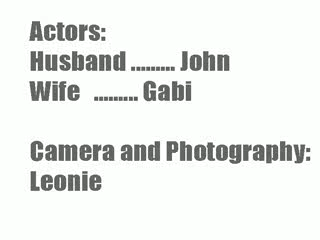 Actors:
Husband ......... John
Wife ......... Gabi
Camera and Photography:
Leonie